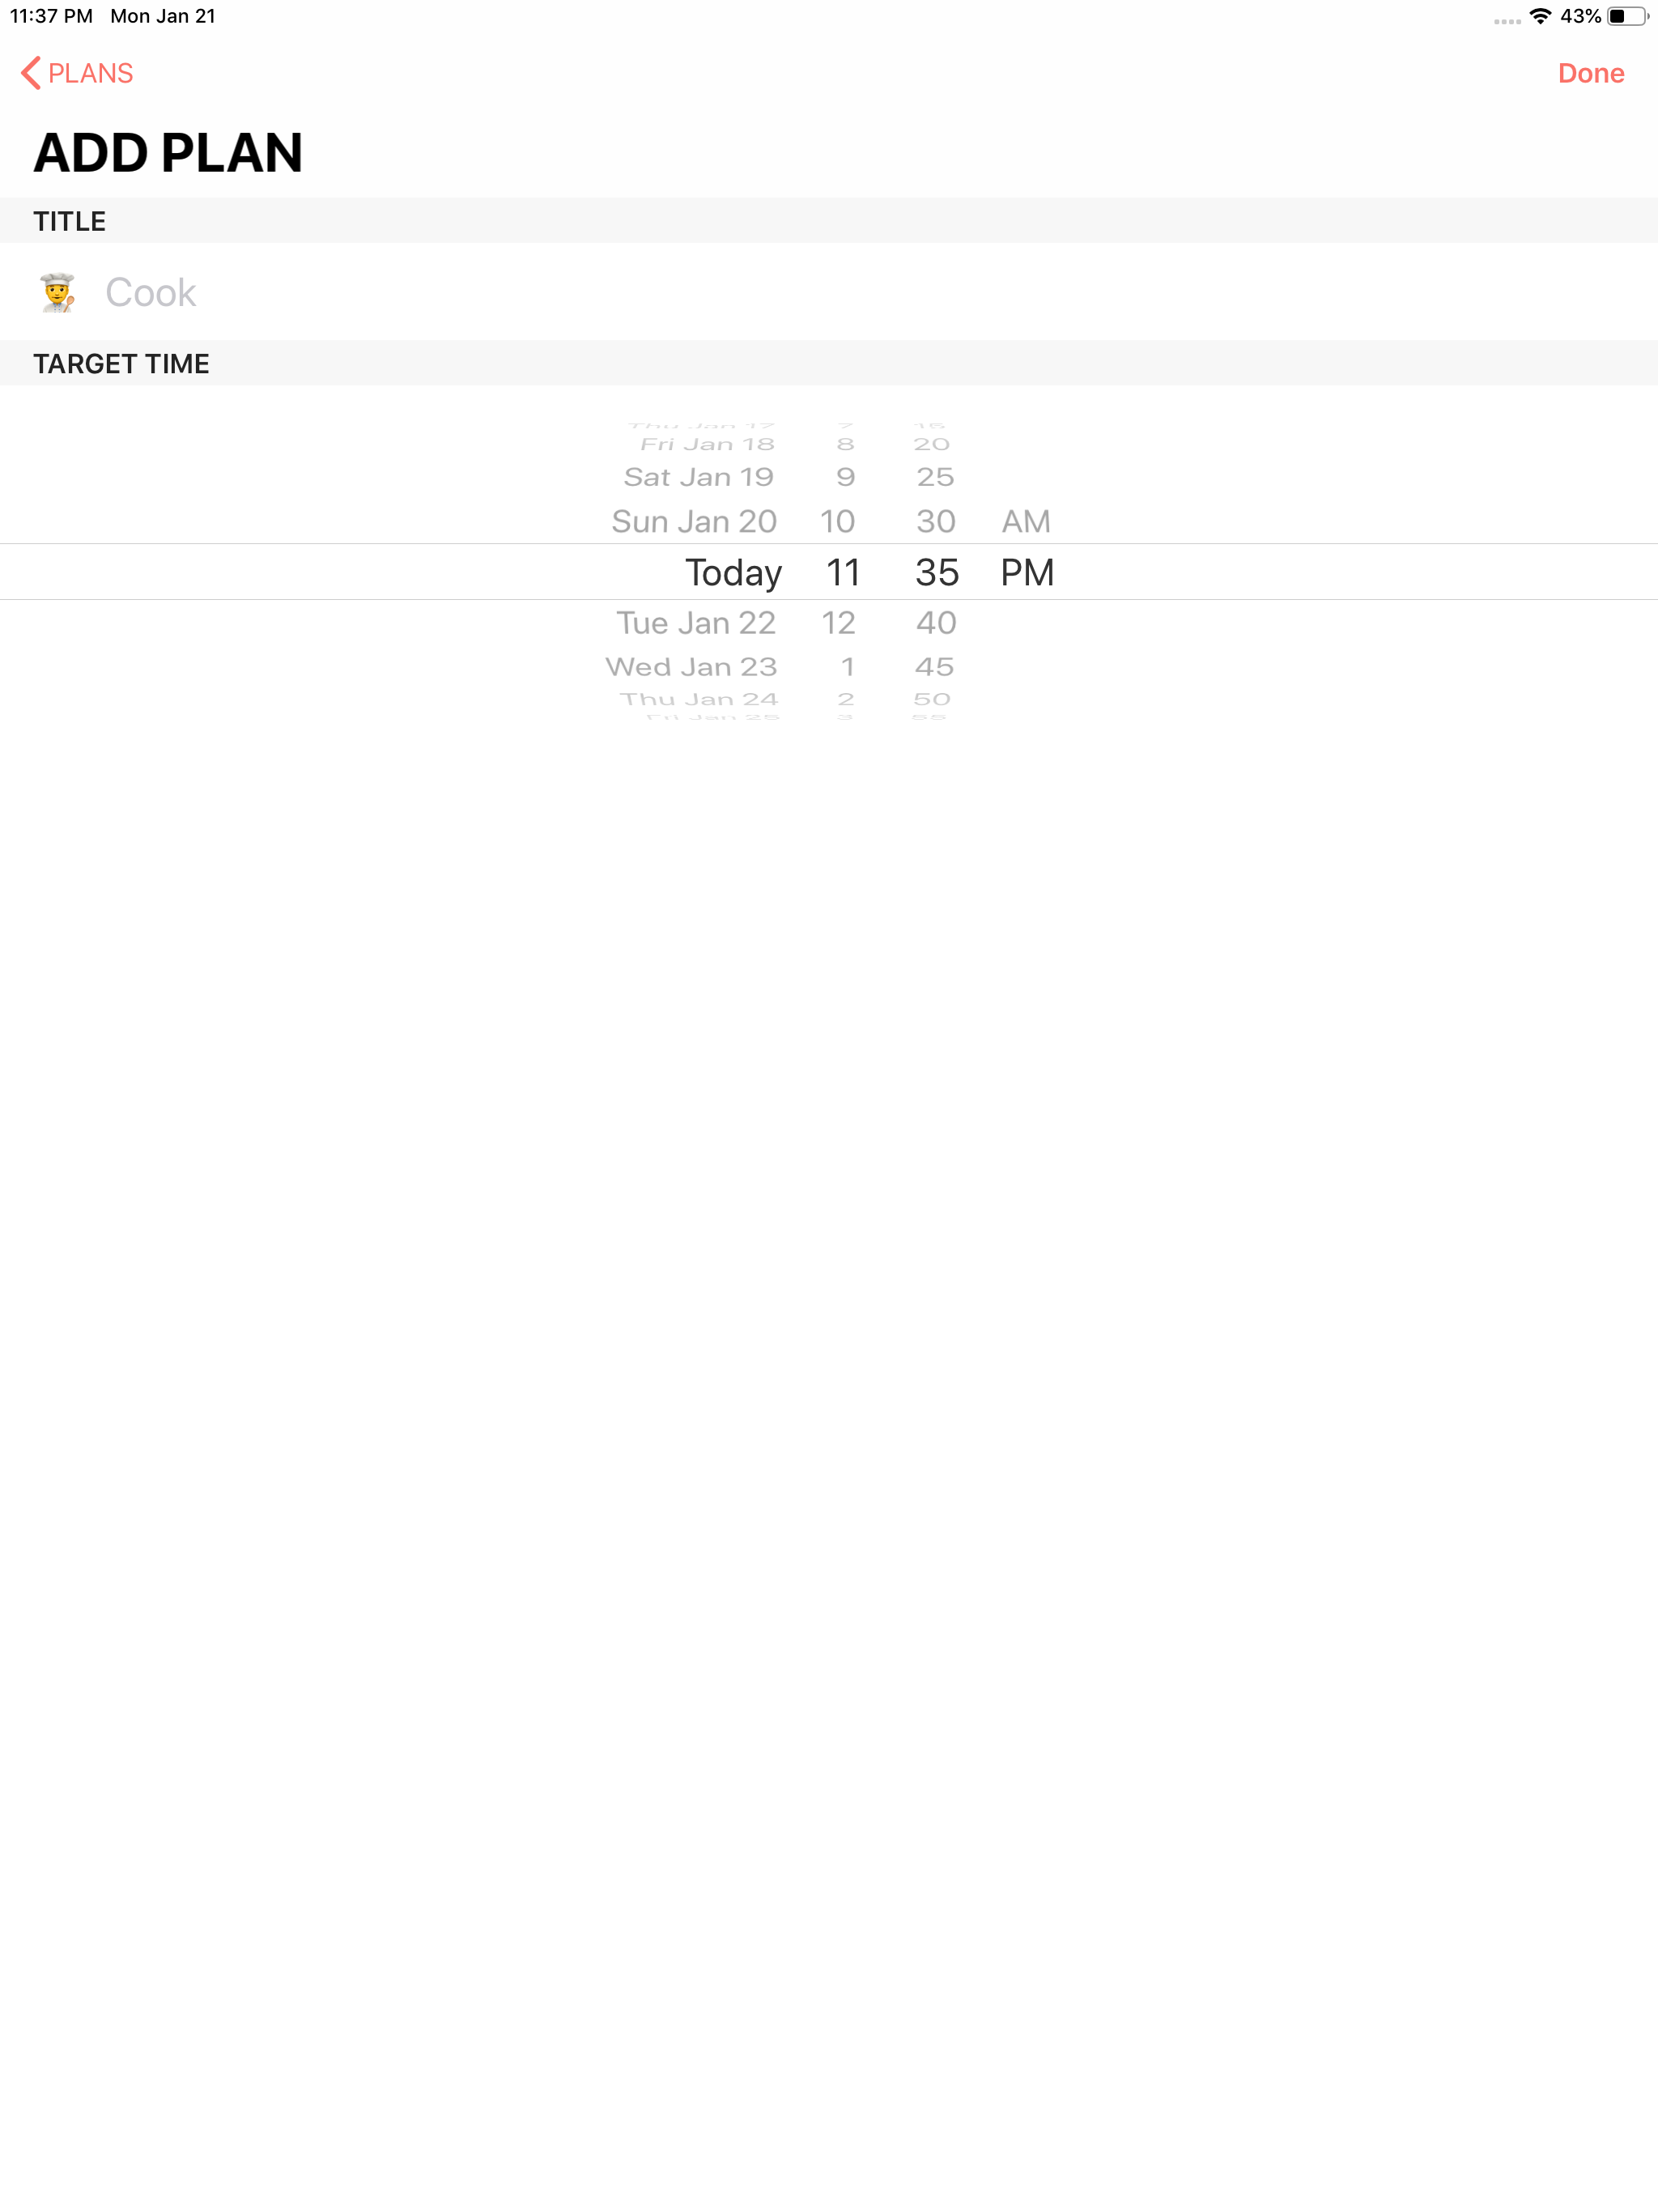 11:37 PM Mon Jan 21 43%
PLANS Done
ADD PLAN
TITLE
Cook
TARGET TIME
Thu Jan 17 7 15
Fri Jan 18 8 20
Sat Jan 19 9 25
Sun Jan 20 10 30 AM
Today 11 35 PM
Tue Jan 22 12 40
Wed Jan 23 1 45
Thu Jan 24 2 50
Fri Jan 25 3 55